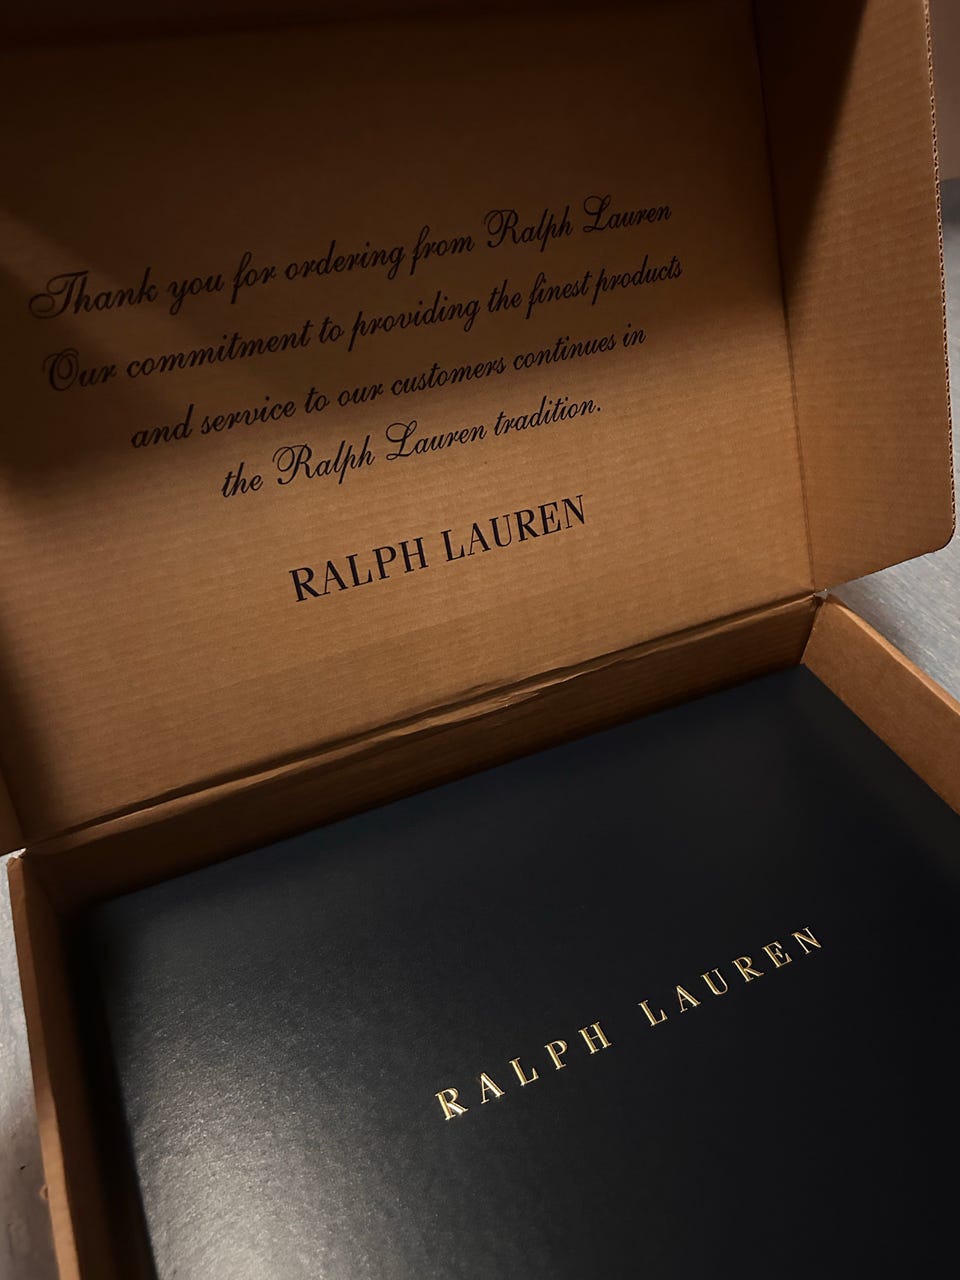 Thank you for ordering from Ralph Lauren
Our commitment to providing the finest products
and service to our customers continues in
the Ralph Lauren tradition.
RALPH LAUREN
RALPH LAUREN